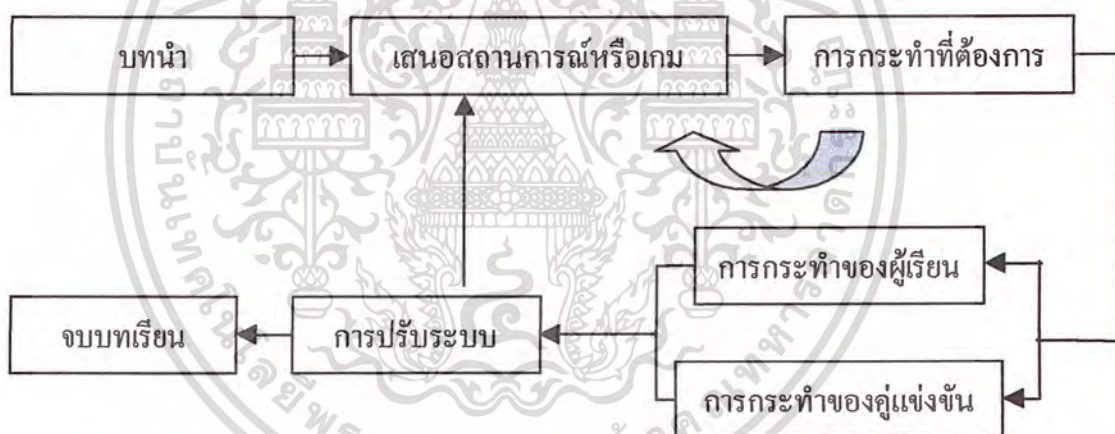 บทนำ
เสนอสถานการณ์หรือเกม
การกระทำที่ต้องการ
การกระทำของผู้เรียน
จบบทเรียน
การปรับระบบ
การกระทำของคู่แข่งขัน